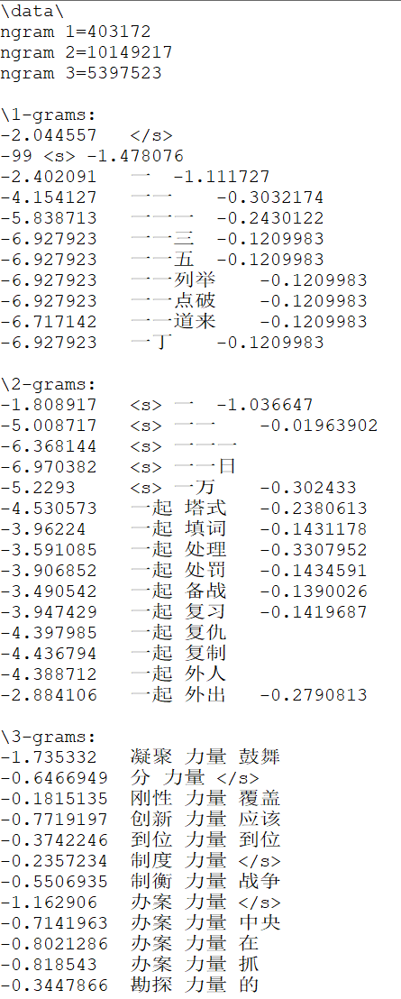 \data\
ngram 1=403172
ngram 2=10149217
ngram 3=5397523
\1-grams:
-2.044557 </s>
-99 <s> -1.478076
-2.402091 一 -1.111727
-4.154127 一一 -0.3032174
-5.838713 一一一 -0.2430122
-6.927923 一一三 -0.1209983
-6.927923 一一五 -0.1209983
-6.927923 一一列举 -0.1209983
-6.927923 一一点破 -0.1209983
-6.717142 一一道来 -0.1209983
-6.927923 一丁 -0.1209983
\2-grams:
-1.808917 <s> 一 -1.036647
-5.008717 <s> 一一 -0.01963902
-6.368144 <s> 一一一
-6.970382 <s> 一一日
-5.2293 <s> 一万 -0.302433
-4.530573 一起 塔式 -0.2380613
-3.96224 一起 填词 -0.1431178
-3.591085 一起 处理 -0.3307952
-3.906852 一起 处罚 -0.1434591
-3.490542 一起 备战 -0.1390026
-3.947429 一起 复习 -0.1419687
-4.397985 一起 复仇
-4.436794 一起 复制
-4.388712 一起 外人
-2.884106 一起 外出 -0.2790813
\3-grams:
-1.735332 凝聚 力量 鼓舞
-0.6466949 分 力量 </s>
-0.1815135 刚性 力量 覆盖
-0.7719197 创新 力量 应该
-0.3742246 到位 力量 到位
-0.2357234 制度 力量 </s>
-0.5506935 制衡 力量 战争
-1.162906 办案 力量 </s>
-0.7141963 办案 力量 中央
-0.8021286 办案 力量 在
-0.818543 办案 力量 抓
-0.3447866 勘探 力量 的